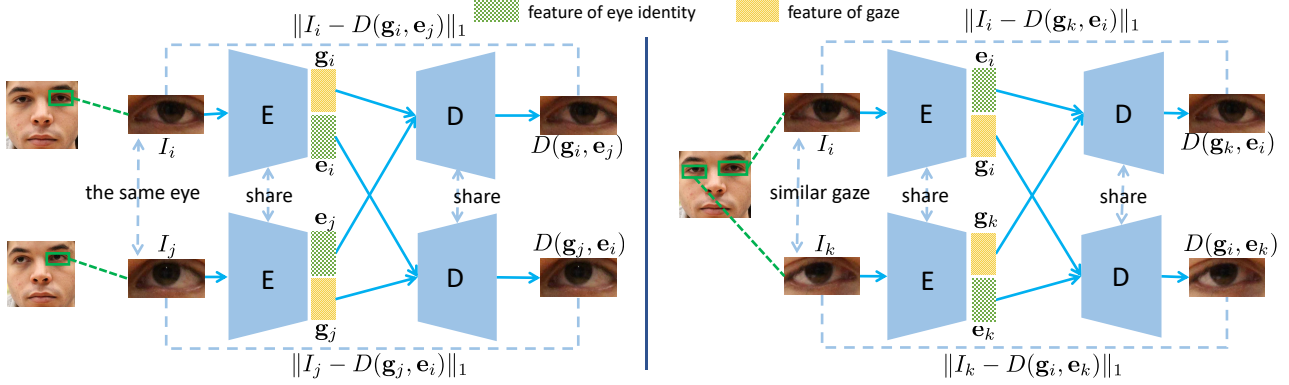 feature of eye identity
feature of gaze
‖I_i − D(g_i, e_j)‖_1
g_i
E
D
I_i
e_i
D(g_i, e_j)
the same eye
share
share
e_j
I_j
D(g_j, e_i)
E
D
g_j
‖I_j − D(g_j, e_i)‖_1
‖I_i − D(g_k, e_i)‖_1
e_i
E
D
I_i
g_i
D(g_k, e_i)
similar gaze
share
share
g_k
I_k
D(g_i, e_k)
E
D
e_k
‖I_k − D(g_i, e_k)‖_1